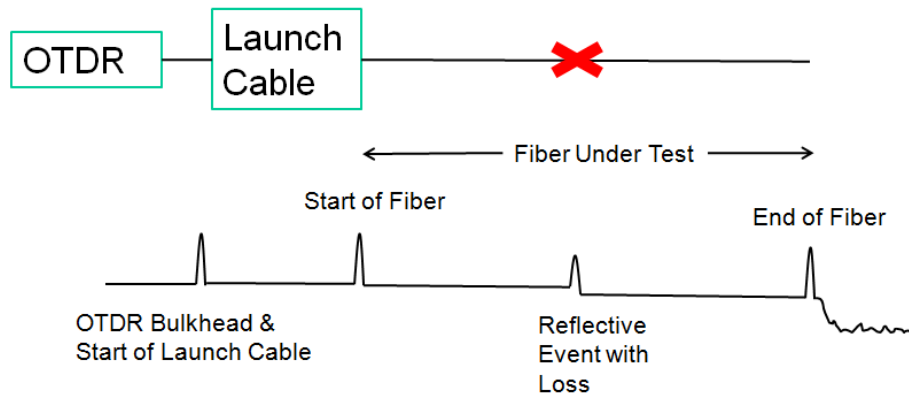 OTDR
Launch
Cable
Fiber Under Test
Start of Fiber
End of Fiber
OTDR Bulkhead &
Start of Launch Cable
Reflective
Event with
Loss